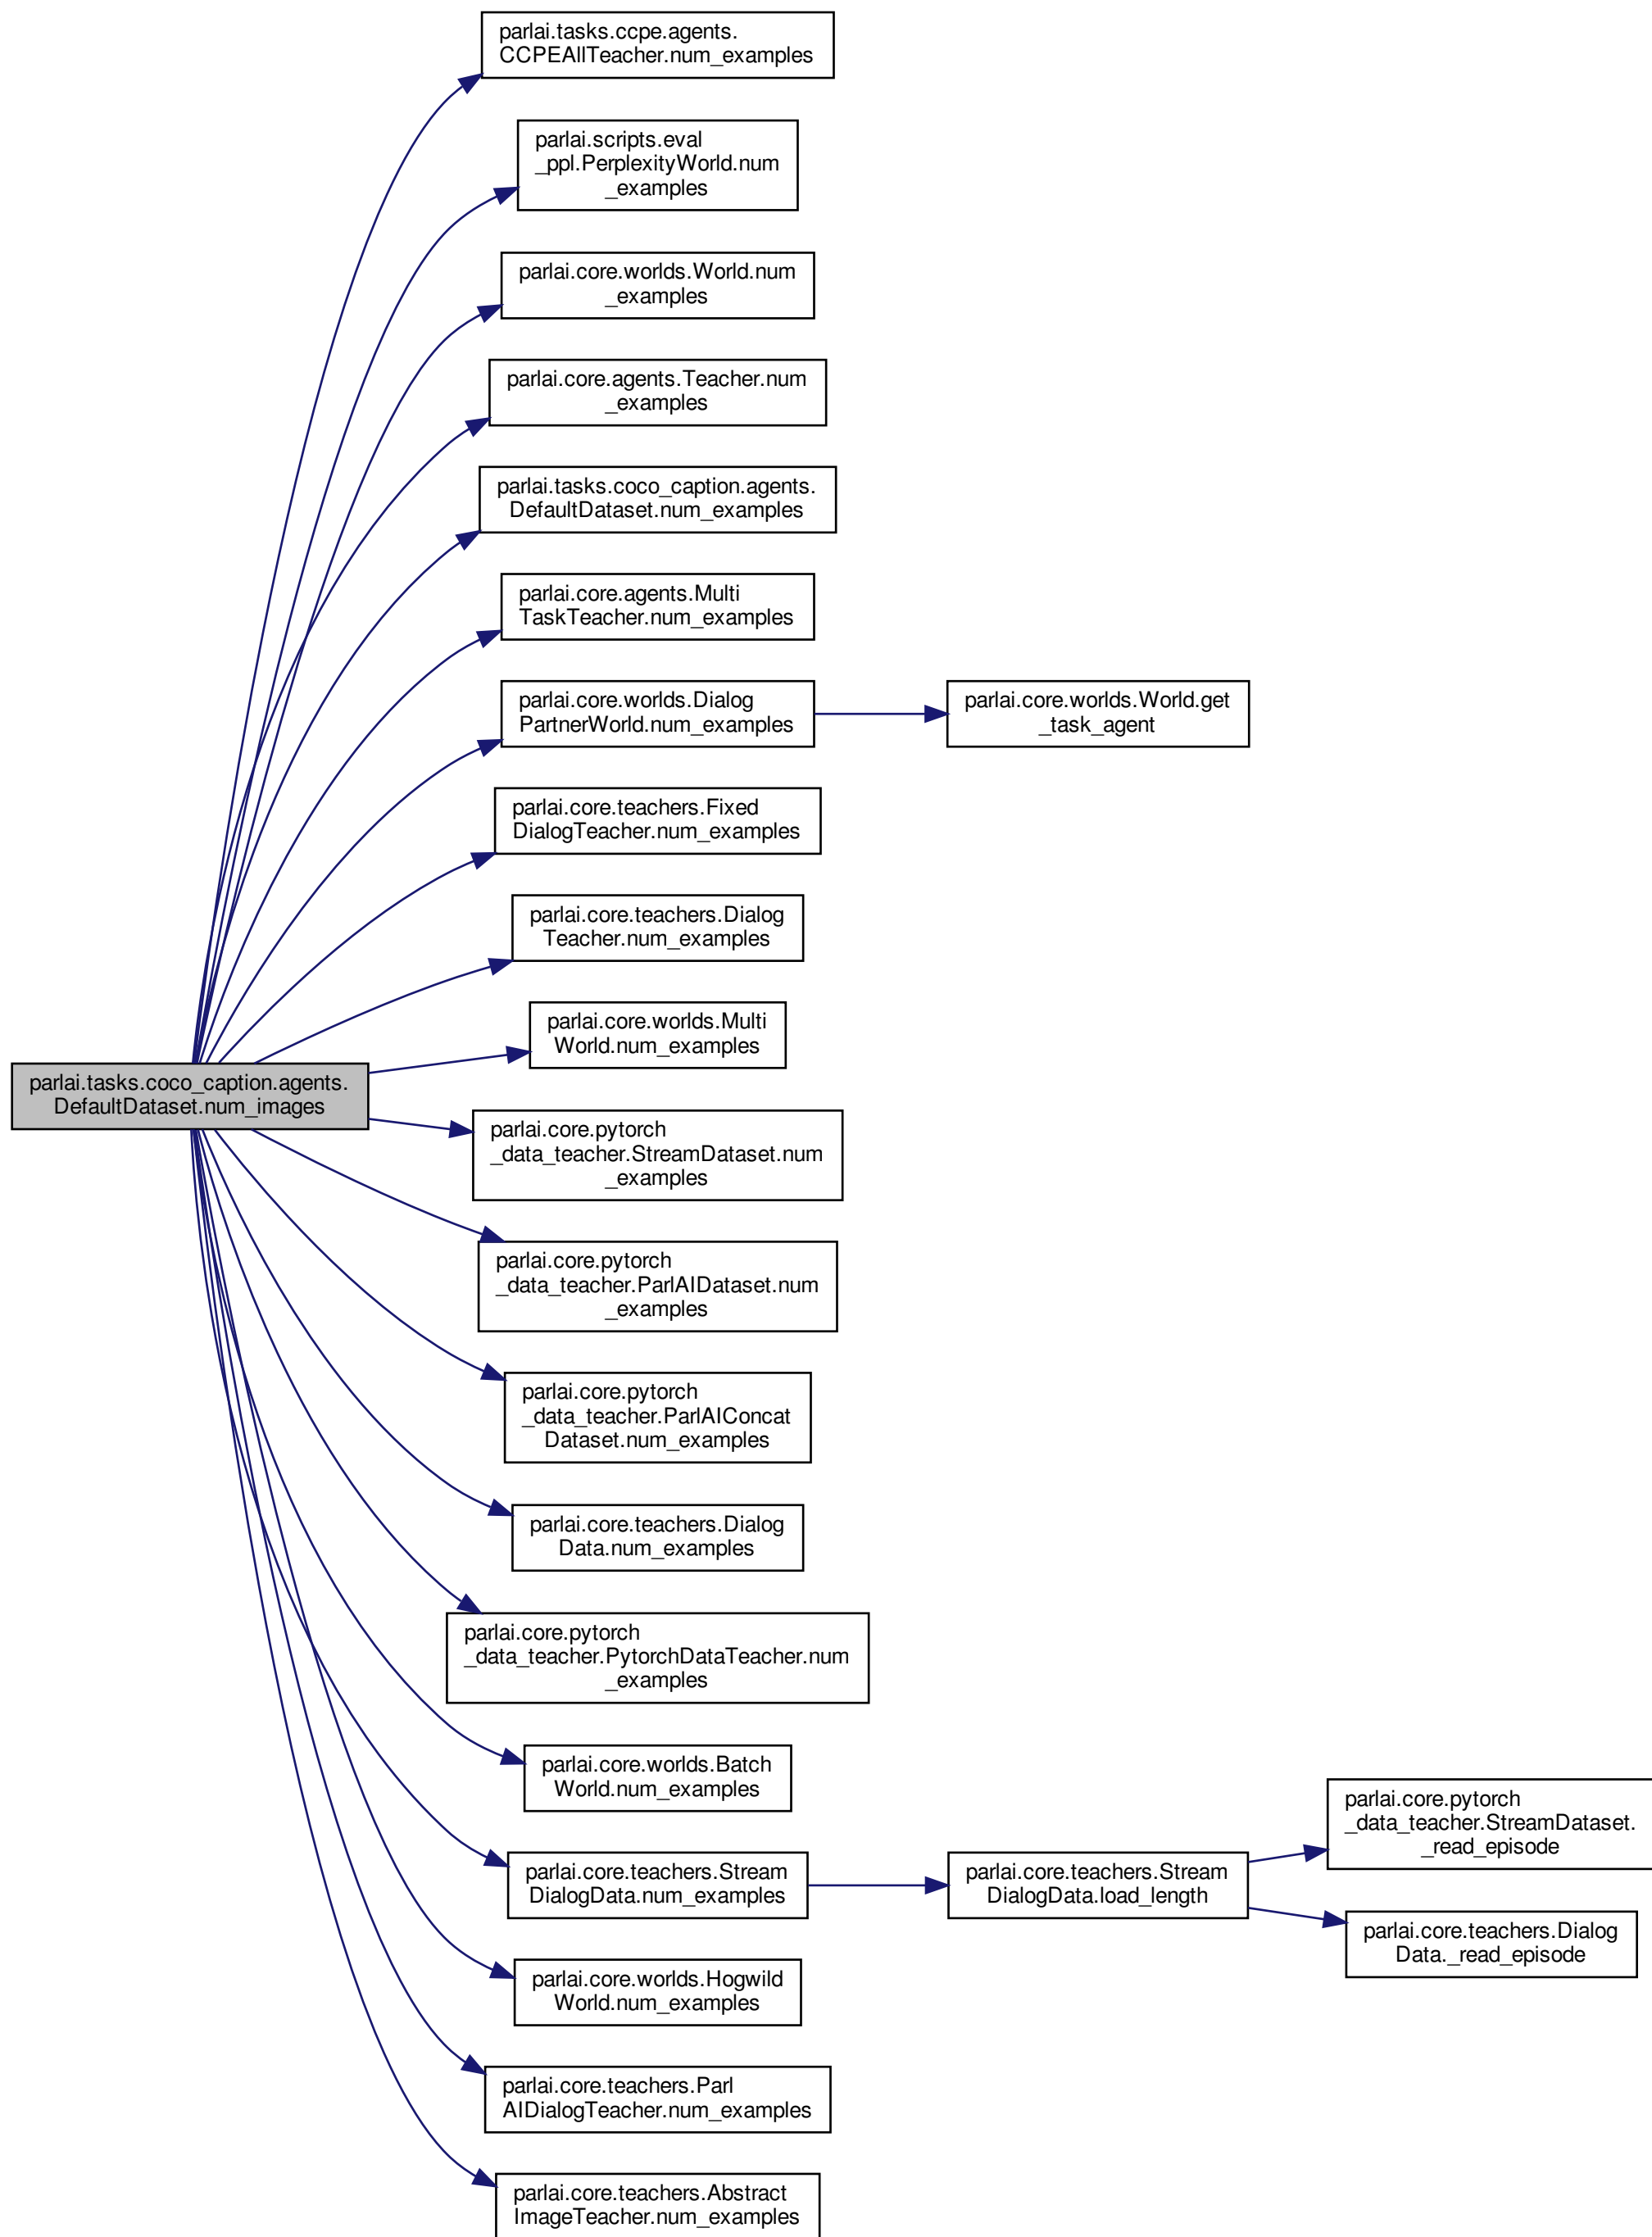 parlai.tasks.ccpe.agents.
CCPEAllTeacher.num_examples
parlai.scripts.eval
_ppl.PerplexityWorld.num
_examples
parlai.core.worlds.World.num
_examples
parlai.core.agents.Teacher.num
_examples
parlai.tasks.coco_caption.agents.
DefaultDataset.num_examples
parlai.core.agents.Multi
TaskTeacher.num_examples
parlai.core.worlds.Dialog
PartnerWorld.num_examples
parlai.core.worlds.World.get
_task_agent
parlai.core.teachers.Fixed
DialogTeacher.num_examples
parlai.core.teachers.Dialog
Teacher.num_examples
parlai.core.worlds.Multi
World.num_examples
parlai.tasks.coco_caption.agents.
DefaultDataset.num_images
parlai.core.pytorch
_data_teacher.StreamDataset.num
_examples
parlai.core.pytorch
_data_teacher.ParlAIDataset.num
_examples
parlai.core.pytorch
_data_teacher.ParlAIConcat
Dataset.num_examples
parlai.core.teachers.Dialog
Data.num_examples
parlai.core.pytorch
_data_teacher.PytorchDataTeacher.num
_examples
parlai.core.worlds.Batch
World.num_examples
parlai.core.teachers.Stream
DialogData.num_examples
parlai.core.teachers.Stream
DialogData.load_length
parlai.core.pytorch
_data_teacher.StreamDataset.
_read_episode
parlai.core.teachers.Dialog
Data._read_episode
parlai.core.worlds.Hogwild
World.num_examples
parlai.core.teachers.Parl
AIDialogTeacher.num_examples
parlai.core.teachers.Abstract
ImageTeacher.num_examples